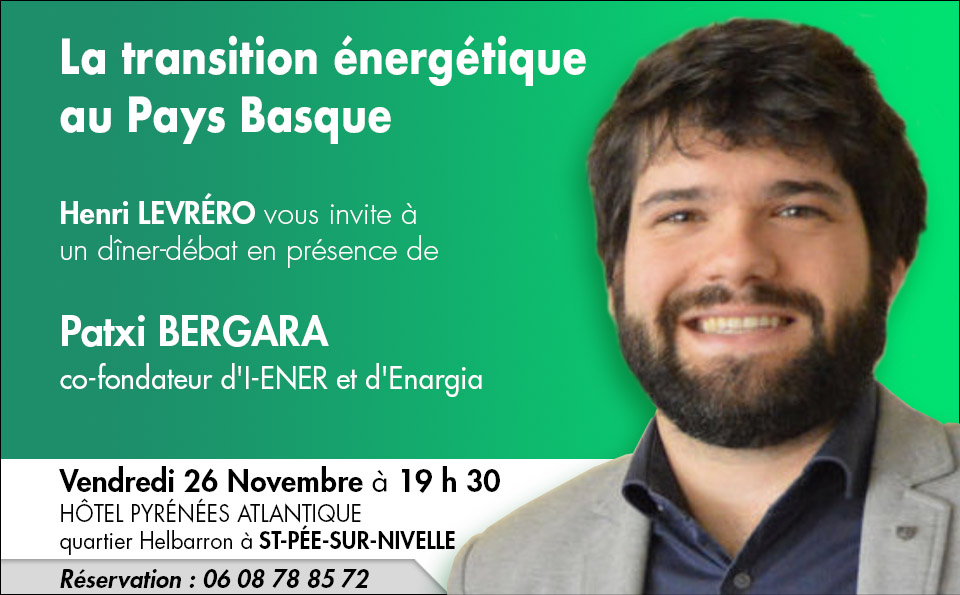 La transition énergétique
au Pays Basque
Henri LEVRÉRO vous invite à
un dîner-débat en présence de
Patxi BERGARA
co-fondateur d'I-ENER et d'Enargia
Vendredi 26 Novembre à 19 h 30
HÔTEL PYRÉNÉES ATLANTIQUE
quartier Helbarron à ST-PÉE-SUR-NIVELLE
Réservation : 06 08 78 85 72